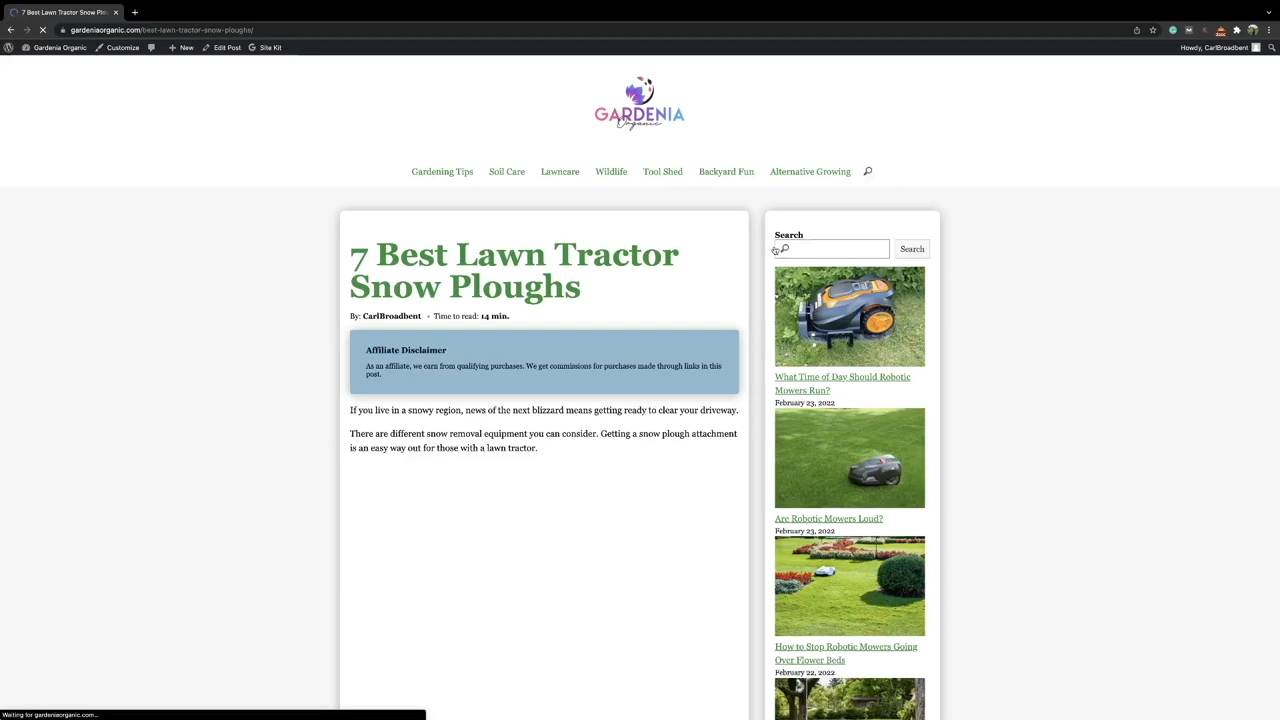 7 Best Lawn Tractor Snow Plou
gardeniaorganic.com/best-lawn-tractor-snow-ploughs/
Gardenia Organic Customize New Edit Post Site Kit
Howdy, CarlBroadbent
GARDENIA
Organic
Gardening Tips Soil Care Lawncare Wildlife Tool Shed Backyard Fun Alternative Growing
7 Best Lawn Tractor
Snow Ploughs
By: CarlBroadbent • Time to read: 14 min.
Affiliate Disclaimer
As an affiliate, we earn from qualifying purchases. We get commissions for purchases made through links in this
post.
If you live in a snowy region, news of the next blizzard means getting ready to clear your driveway.
There are different snow removal equipment you can consider. Getting a snow plough attachment
is an easy way out for those with a lawn tractor.
Search
Search
What Time of Day Should Robotic
Mowers Run?
February 23, 2022
Are Robotic Mowers Loud?
February 23, 2022
How to Stop Robotic Mowers Going
Over Flower Beds
February 22, 2022
Waiting for gardeniaorganic.com...